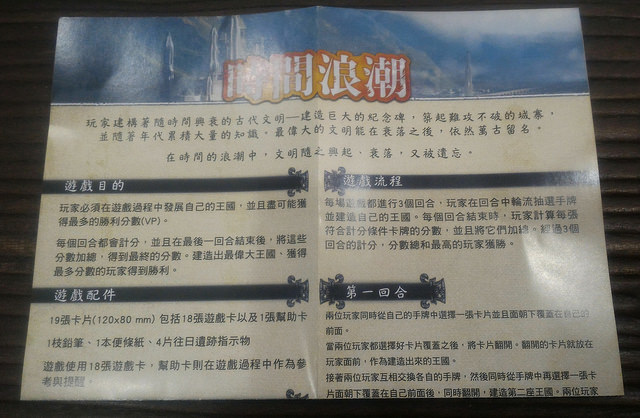 時間浪潮
玩家建構著隨時間興衰的古代文明—建造巨大的紀念碑，築起難攻不破的城寨，
並隨著年代累積大量的知識。最偉大的文明能在衰落之後，依然萬古留名。
在時間的浪潮中，文明隨之興起、衰落，又被遺忘。
遊戲目的
玩家必須在遊戲過程中發展自己的王國，並且盡可能獲
得最多的勝利分數(VP)。
每個回合都會計分，並且在最後一回合結束後，將這些
分數加總，得到最終的分數。建造出最偉大王國，獲得
最多分數的玩家得到勝利。
遊戲配件
19張卡片(120x80 mm) 包括18張遊戲卡以及1張幫助卡
1枝鉛筆、1本便條紙、4片往日遺跡指示物
遊戲使用18張遊戲卡，幫助卡則在遊戲過程中作為參
考與提醒。
遊戲流程
每場遊戲都進行3個回合，玩家在回合中輪流抽選手牌
並建造自己的王國。每個回合結束時，玩家計算每張
符合計分條件卡牌的分數，並且將它們加總。經過3個
回合的計分，分數總和最高的玩家獲勝。
第一回合
兩位玩家同時從自己的手牌中選擇一張卡片並且面朝下覆蓋在自己的
前面。
當兩位玩家都選擇好卡片覆蓋之後，將卡片翻開。翻開的卡片就放在
玩家面前，作為建造出來的王國。
接著兩位玩家互相交換各自的手牌，然後同時從手牌中再選擇一張卡
片面朝下覆蓋在自己前面後，同時翻開，建造第二座王國。兩位玩家